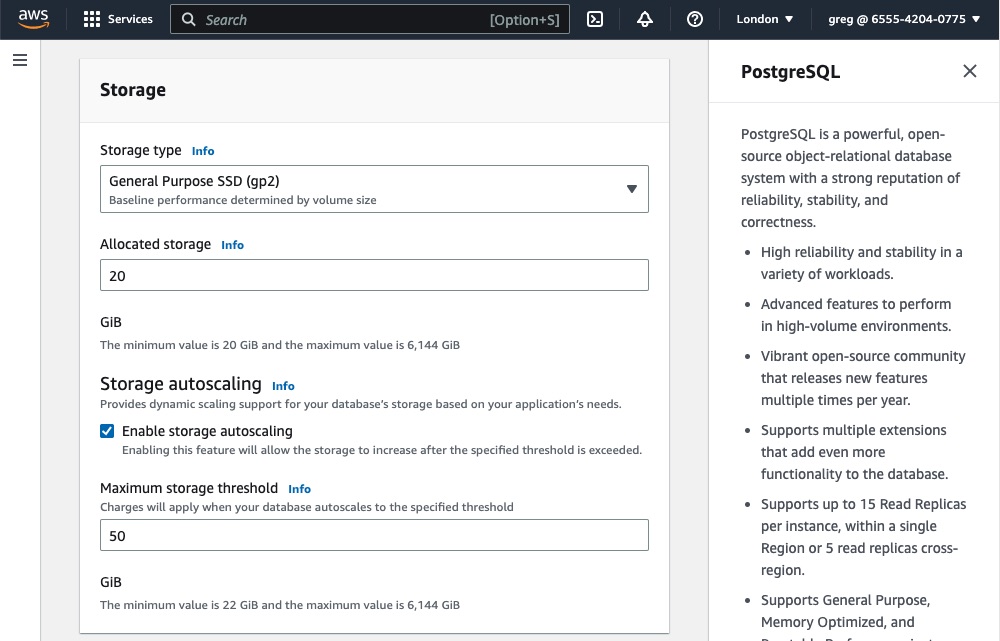 aws
Services
Search [Option+S]
London
greg @ 6555-4204-0775
Storage
Storage type Info
General Purpose SSD (gp2)
Baseline performance determined by volume size
Allocated storage Info
20
GiB
The minimum value is 20 GiB and the maximum value is 6,144 GiB
Storage autoscaling Info
Provides dynamic scaling support for your database's storage based on your application's needs.
Enable storage autoscaling
Enabling this feature will allow the storage to increase after the specified threshold is exceeded.
Maximum storage threshold Info
Charges will apply when your database autoscales to the specified threshold
50
GiB
The minimum value is 22 GiB and the maximum value is 6,144 GiB
PostgreSQL
PostgreSQL is a powerful, open-
source object-relational database
system with a strong reputation of
reliability, stability, and
correctness.
• High reliability and stability in a
variety of workloads.
• Advanced features to perform
in high-volume environments.
• Vibrant open-source community
that releases new features
multiple times per year.
• Supports multiple extensions
that add even more
functionality to the database.
• Supports up to 15 Read Replicas
per instance, within a single
Region or 5 read replicas cross-
region.
• Supports General Purpose,
Memory Optimized, and